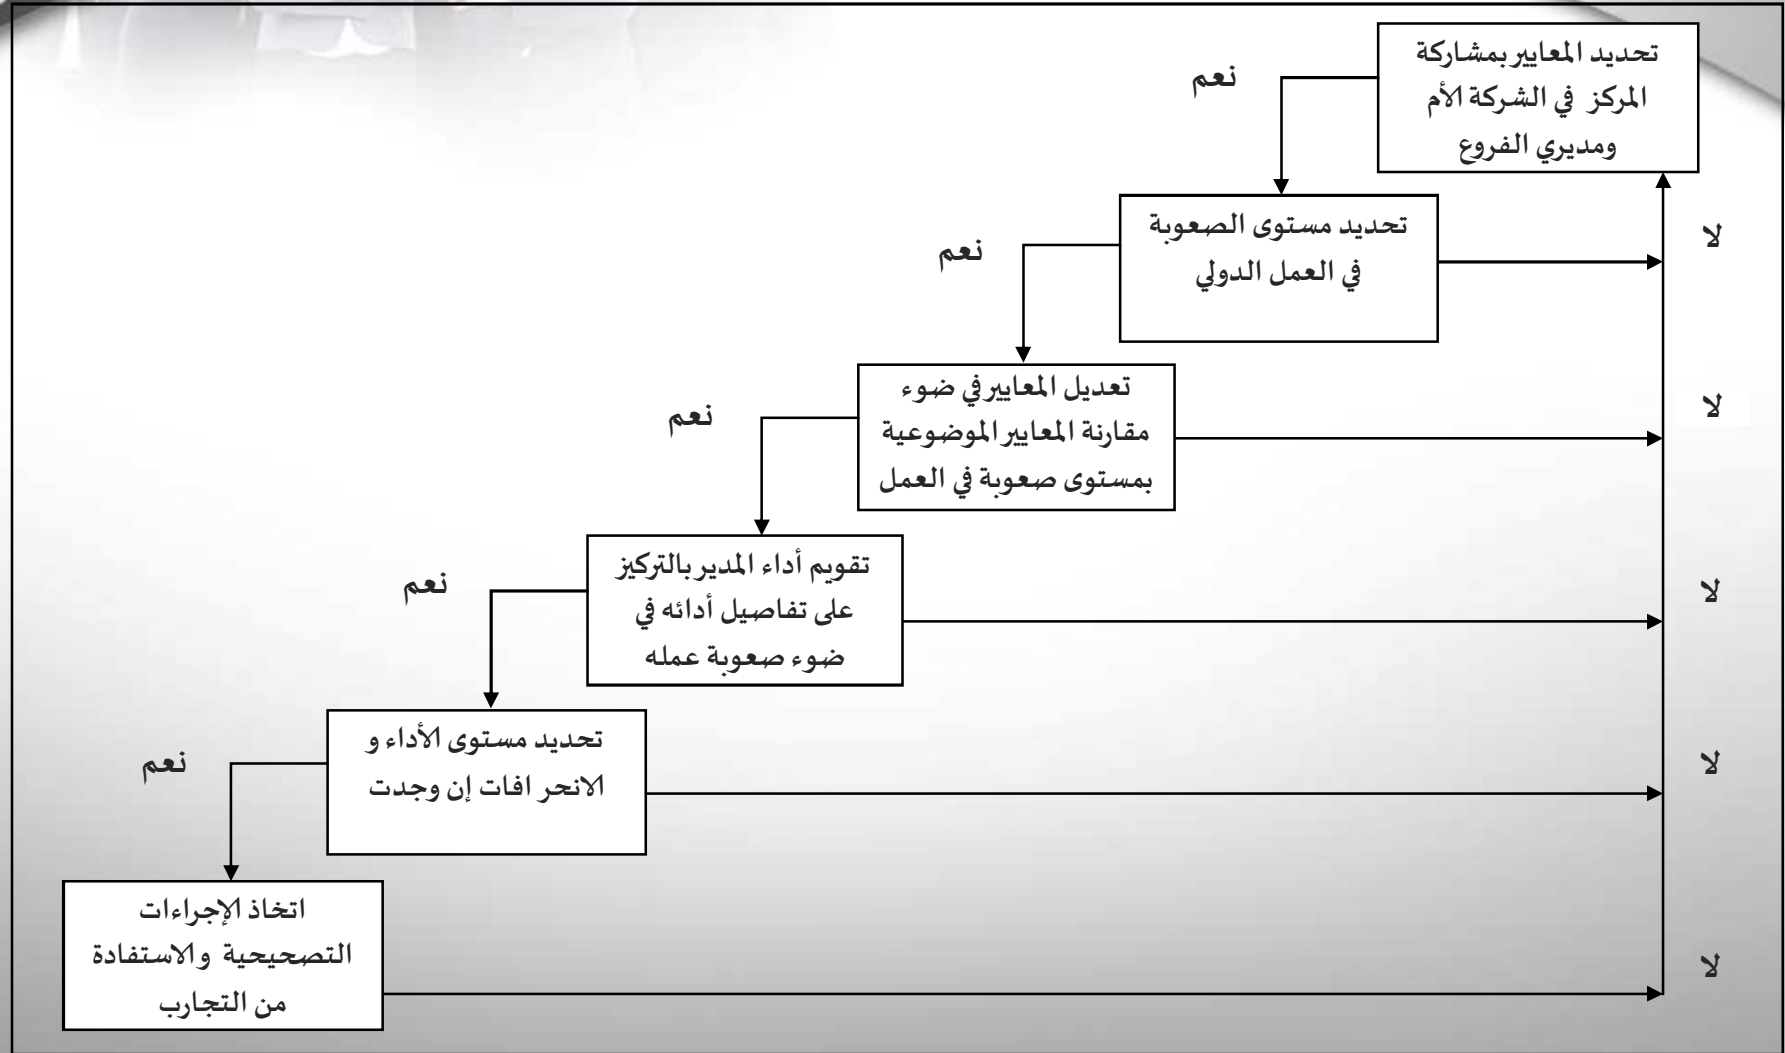 تحديد المعايير بمشاركة
المركز في الشركة الأم
ومديري الفروع
نعم
تحديد مستوى الصعوبة
في العمل الدولي
لا
نعم
تعديل المعايير في ضوء
مقارنة المعايير الموضوعية
بمستوى صعوبة في العمل
لا
نعم
تقويم أداء المدير بالتركيز
على تفاصيل أدائه في
ضوء صعوبة عمله
لا
نعم
تحديد مستوى الأداء و
الانحر افات إن وجدت
لا
نعم
اتخاذ الإجراءات
التصحيحية والاستفادة
من التجارب
لا